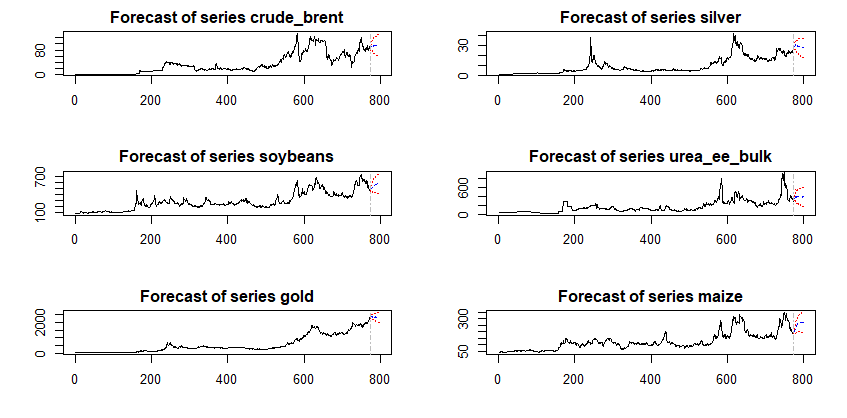 Forecast of series crude_brent
80
0
0 200 400 600 800
Forecast of series silver
30
0
0 200 400 600 800
Forecast of series soybeans
700
100
0 200 400 600 800
Forecast of series urea_ee_bulk
600
0
0 200 400 600 800
Forecast of series gold
2000
0
0 200 400 600 800
Forecast of series maize
300
50
0 200 400 600 800